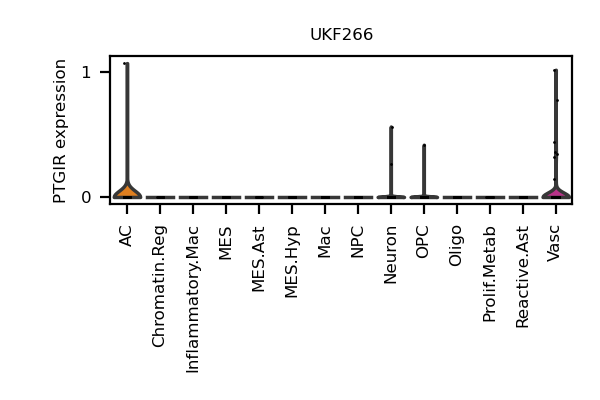 UKF266
PTGIR expression
1
0
AC
Chromatin.Reg
Inflammatory.Mac
MES
MES.Ast
MES.Hyp
Mac
NPC
Neuron
OPC
Oligo
Prolif.Metab
Reactive.Ast
Vasc